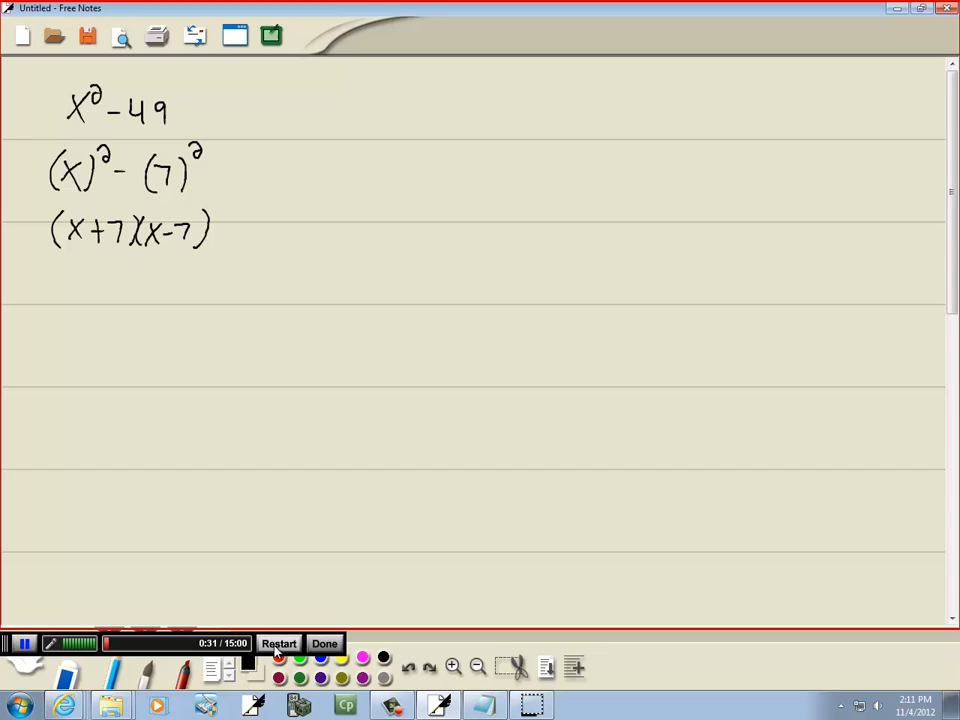 Untitled - Free Notes
x² - 49
(x)² - (7)²
(x+7)(x-7)
0:31 / 15:00 Restart Done
Cp
2:11 PM
11/4/2012